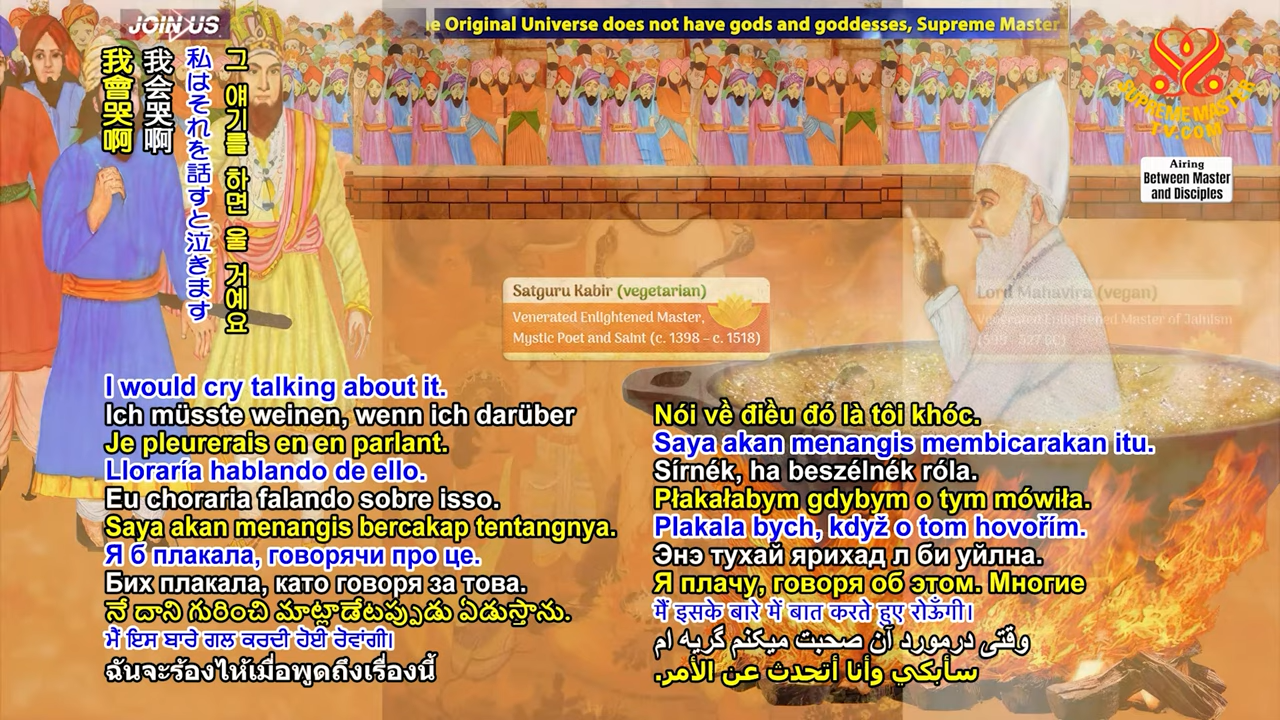 JOIN US
e Original Universe does not have gods and goddesses, Supreme Master
SUPREME MASTER
TV.COM
Airing
Between Master
and Disciples
我會哭啊
我会哭啊
私はそれを話すと泣きます
그 얘기를 하면 울 거예요
Satguru Kabir (vegetarian)
Venerated Enlightened Master,
Mystic Poet and Saint (c. 1398 – c. 1518)
Lord Mahavira (vegan)
Venerated Enlightened Master of Jainism
(599 - 527 BC)
I would cry talking about it.
Ich müsste weinen, wenn ich darüber
Je pleurerais en en parlant.
Lloraría hablando de ello.
Eu choraria falando sobre isso.
Saya akan menangis bercakap tentangnya.
Я б плакала, говорячи про це.
Бих плакала, като говоря за това.
నే దాని గురించి మాట్లాడేటప్పుడు ఏడుస్తాను.
ਮੈਂ ਇਸ ਬਾਰੇ ਗਲ ਕਰਦੀ ਹੋਈ ਰੋਵਾਂਗੀ।
ฉันจะร้องไห้เมื่อพูดถึงเรื่องนี้
Nói về điều đó là tôi khóc.
Saya akan menangis membicarakan itu.
Sírnék, ha beszélnék róla.
Płakałabym gdybym o tym mówiła.
Plakala bych, když o tom hovořím.
Энэ тухай ярихад л би уйлна.
Я плачу, говоря об этом. Многие
मैं इसके बारे में बात करते हुए रोऊँगी।
وقتی درمورد آن صحبت میکنم گریه ام
سأبكي وأنا أتحدث عن الأمر.